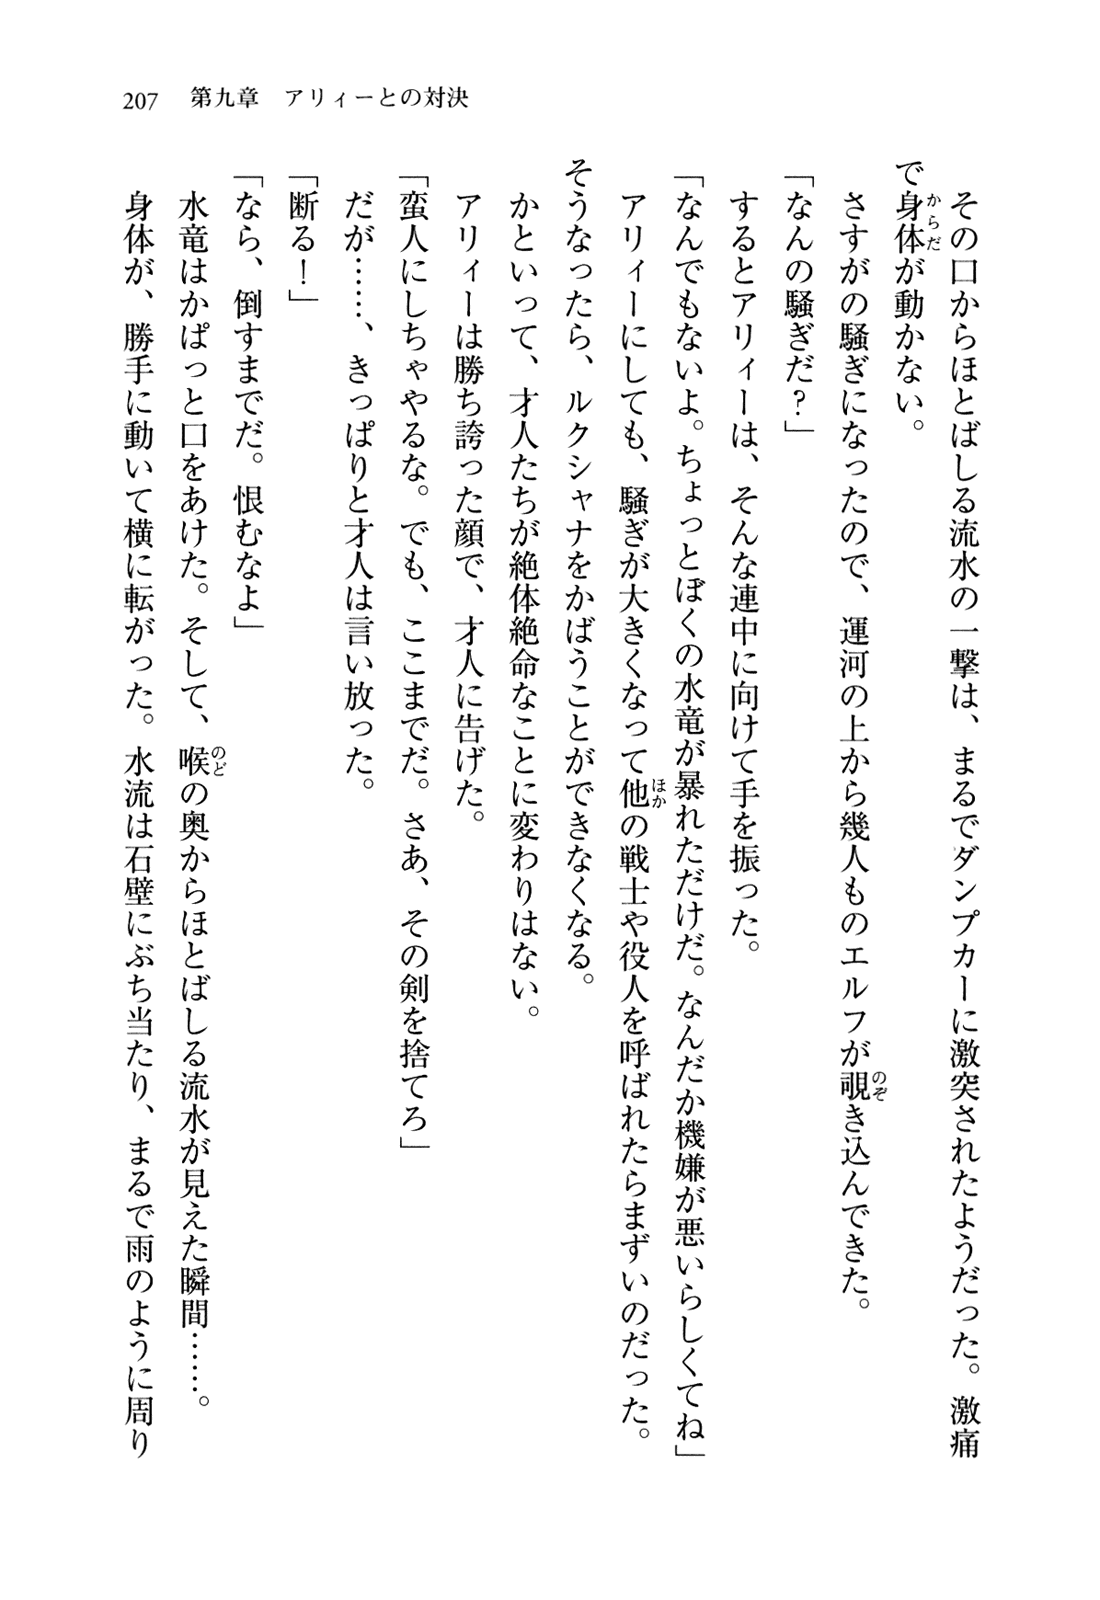 207　第九章　アリィーとの対決
　その口からほとばしる流水の一撃は、まるでダンプカーに激突されたようだった。激痛
で身体が動かない。
　さすがの騒ぎになったので、運河の上から幾人ものエルフが覗き込んできた。
「なんの騒ぎだ？」
　するとアリィーは、そんな連中に向けて手を振った。
「なんでもないよ。ちょっとぼくの水竜が暴れただけだ。なんだか機嫌が悪いらしくてね」
　アリィーにしても、騒ぎが大きくなって他の戦士や役人を呼ばれたらまずいのだった。
そうなったら、ルクシャナをかばうことができなくなる。
　かといって、才人たちが絶体絶命なことに変わりはない。
　アリィーは勝ち誇った顔で、才人に告げた。
「蛮人にしちゃやるな。でも、ここまでだ。さあ、その剣を捨てろ」
　だが……、きっぱりと才人は言い放った。
「断る！」
「なら、倒すまでだ。恨むなよ」
　水竜はかぱっと口をあけた。そして、喉の奥からほとばしる流水が見えた瞬間……。
　身体が、勝手に動いて横に転がった。水流は石壁にぶち当たり、まるで雨のように周り
からだ
のぞ
ほか
のど